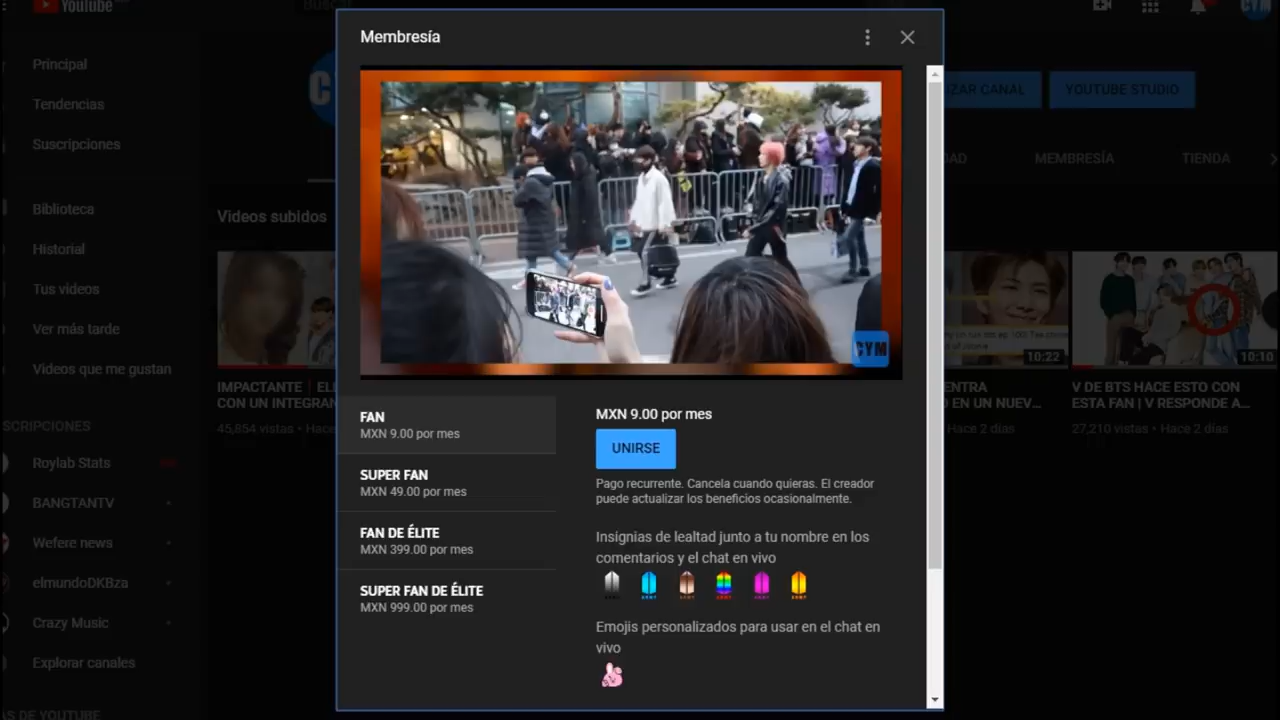 YouTube
Membresía
CYM
Principal
Tendencias
Suscripciones
Biblioteca
Historial
Tus videos
Ver más tarde
Videos que me gustan
SCRIPCIONES
Roylab Stats
BANGTANTV
Wefere news
elmundoDKBza
Crazy Music
Explorar canales
AS DE YOUTUBE
ZAR CANAL
YOUTUBE STUDIO
DAD
MEMBRESÍA
TIENDA
Videos subidos
10:22
10:10
IMPACTANTE | EL
CON UN INTEGRAN
45,854 vistas • Hace
ENTRA
O EN UN NUEV...
Hace 2 días
V DE BTS HACE ESTO CON
ESTA FAN | V RESPONDE A...
27,210 vistas • Hace 2 días
CYM
FAN
MXN 9.00 por mes
SUPER FAN
MXN 49.00 por mes
FAN DE ÉLITE
MXN 399.00 por mes
SUPER FAN DE ÉLITE
MXN 999.00 por mes
MXN 9.00 por mes
UNIRSE
Pago recurrente. Cancela cuando quieras. El creador
puede actualizar los beneficios ocasionalmente.
Insignias de lealtad junto a tu nombre en los
comentarios y el chat en vivo
Emojis personalizados para usar en el chat en
vivo